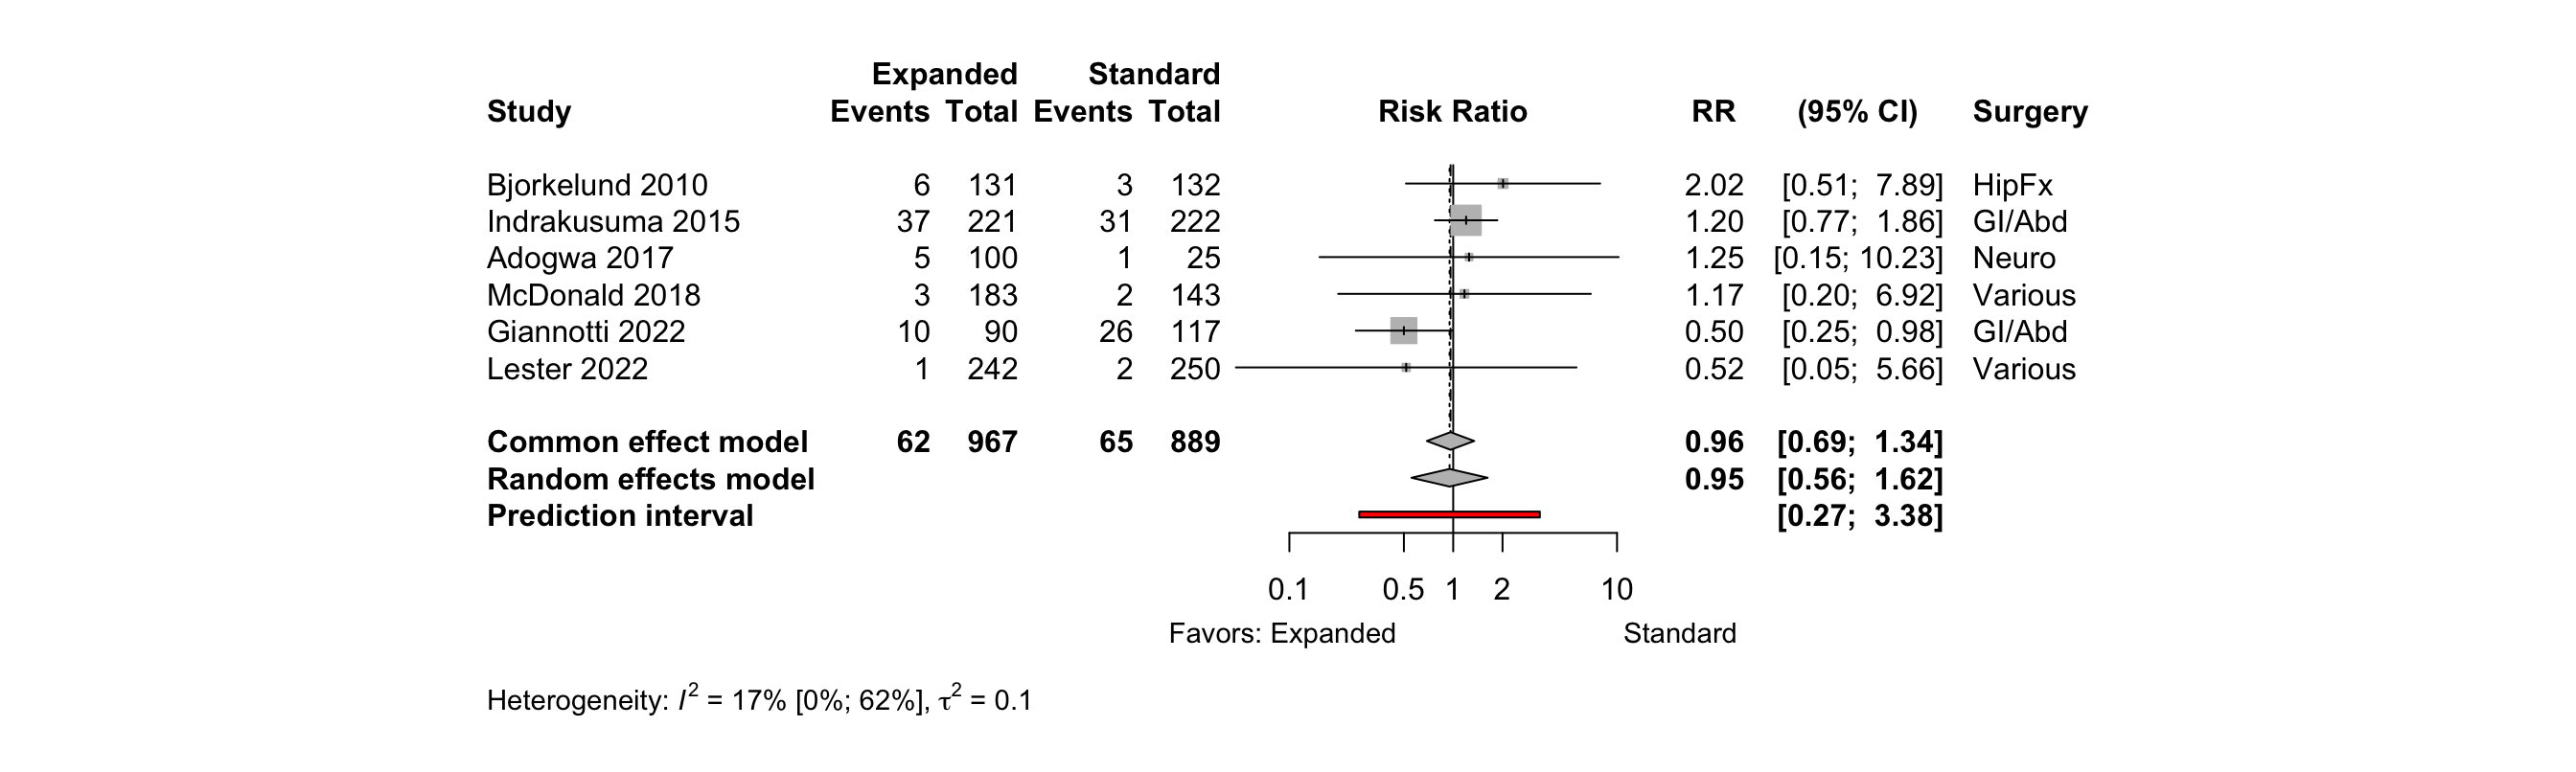 Expanded Standard
Study Events Total Events Total Risk Ratio RR (95% CI) Surgery
Bjorkelund 2010 6 131 3 132 2.02 [0.51; 7.89] HipFx
Indrakusuma 2015 37 221 31 222 1.20 [0.77; 1.86] GI/Abd
Adogwa 2017 5 100 1 25 1.25 [0.15; 10.23] Neuro
McDonald 2018 3 183 2 143 1.17 [0.20; 6.92] Various
Giannotti 2022 10 90 26 117 0.50 [0.25; 0.98] GI/Abd
Lester 2022 1 242 2 250 0.52 [0.05; 5.66] Various
Common effect model 62 967 65 889 0.96 [0.69; 1.34]
Random effects model 0.95 [0.56; 1.62]
Prediction interval [0.27; 3.38]
0.1 0.5 1 2 10
Favors: Expanded Standard
Heterogeneity: I² = 17% [0%; 62%], τ² = 0.1